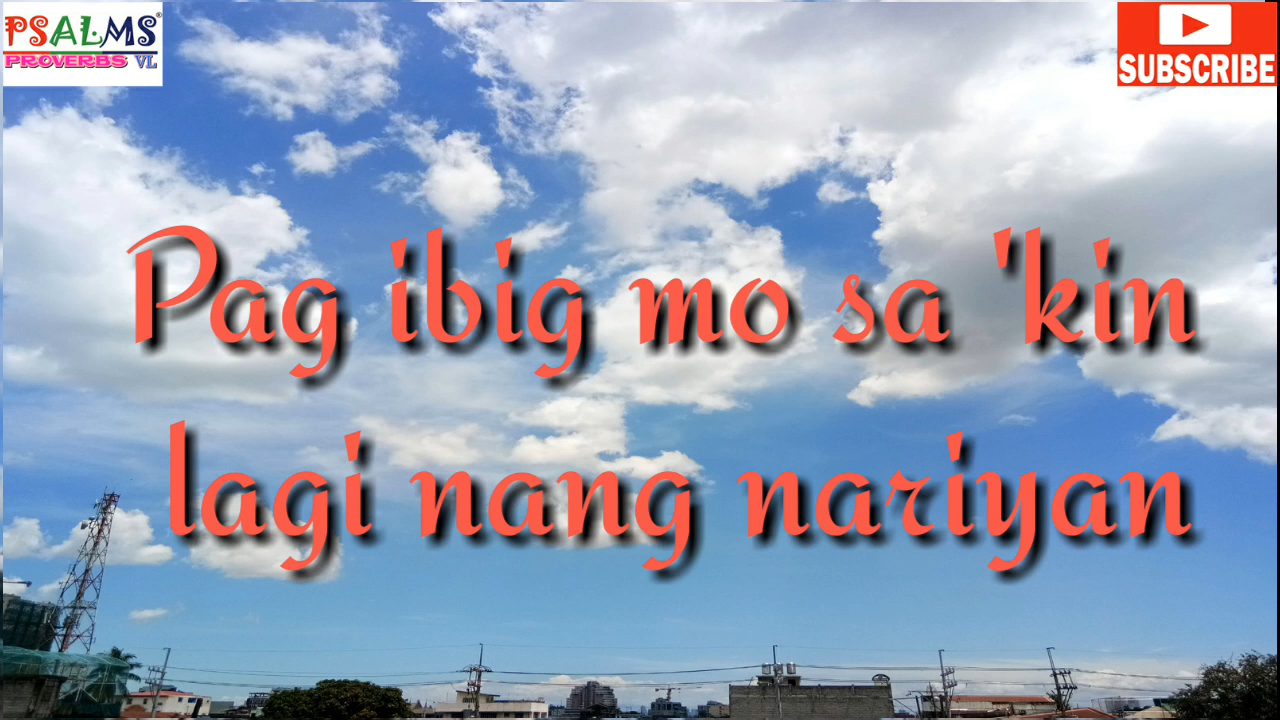 PSALMS®
PROVERBS VL
SUBSCRIBE
Pag ibig mo sa 'kin
lagi nang nariyan